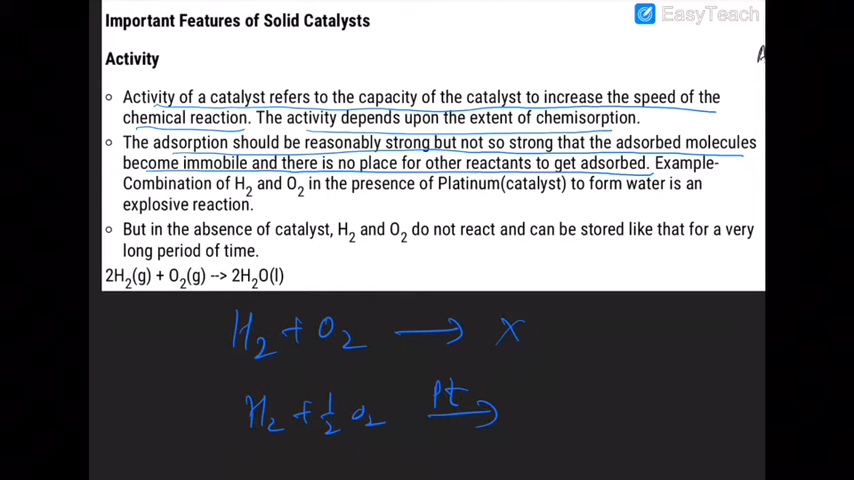 Important Features of Solid Catalysts
EasyTeach
Activity
Activity of a catalyst refers to the capacity of the catalyst to increase the speed of the
chemical reaction. The activity depends upon the extent of chemisorption.
The adsorption should be reasonably strong but not so strong that the adsorbed molecules
become immobile and there is no place for other reactants to get adsorbed. Example-
Combination of H₂ and O₂ in the presence of Platinum(catalyst) to form water is an
explosive reaction.
But in the absence of catalyst, H₂ and O₂ do not react and can be stored like that for a very
long period of time.
2H₂(g) + O₂(g) --> 2H₂O(l)
H₂ + O₂ ⟶ X
Pt
H₂ + 1/2 O₂ ⟶